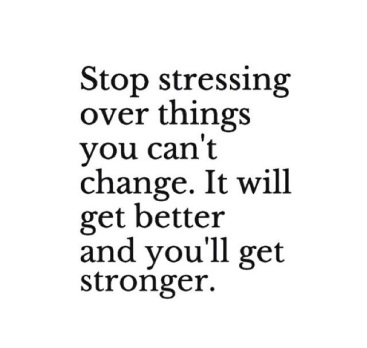 Stop stressing
over things
you can't
change. It will
get better
and you'll get
stronger.